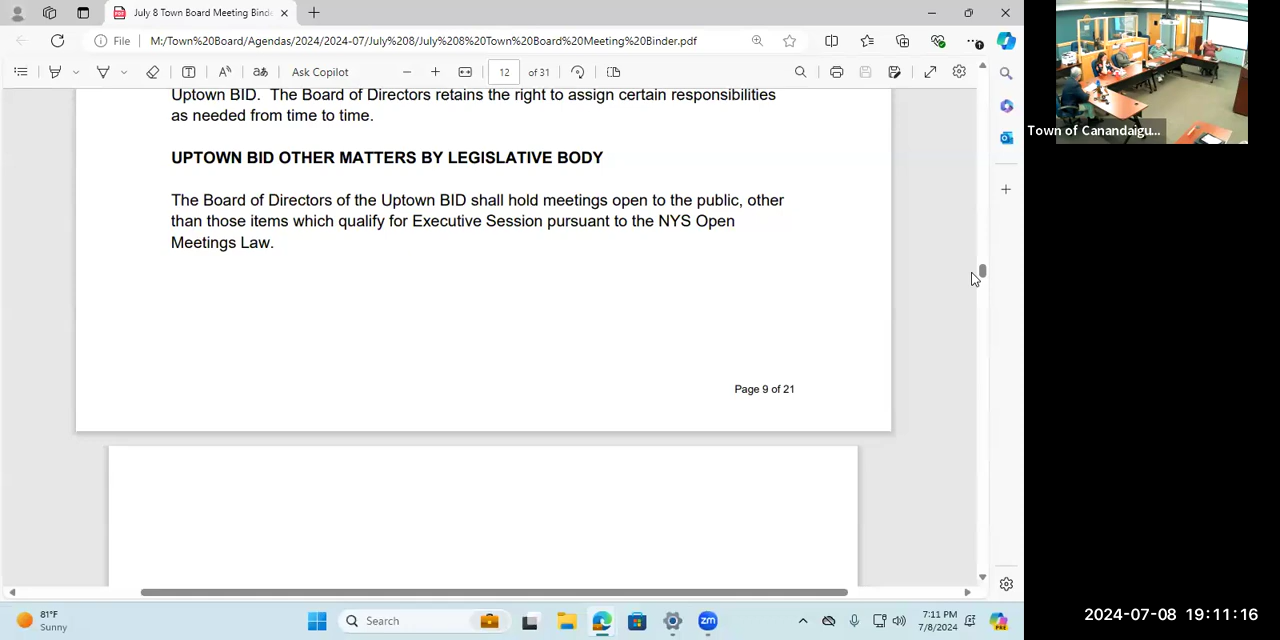 July 8 Town Board Meeting Binde
File
M:/Town%20Board/Agendas/2024/2024-07/July%208/July%208%20Town%20Board%20Meeting%20Binder.pdf
Ask Copilot
12 of 31
Uptown BID. The Board of Directors retains the right to assign certain responsibilities
as needed from time to time.
UPTOWN BID OTHER MATTERS BY LEGISLATIVE BODY
The Board of Directors of the Uptown BID shall hold meetings open to the public, other
than those items which qualify for Executive Session pursuant to the NYS Open
Meetings Law.
Page 9 of 21
Town of Canandaigu...
81°F
Sunny
Search
7:11 PM
7/8/2024
2024-07-08 19:11:16